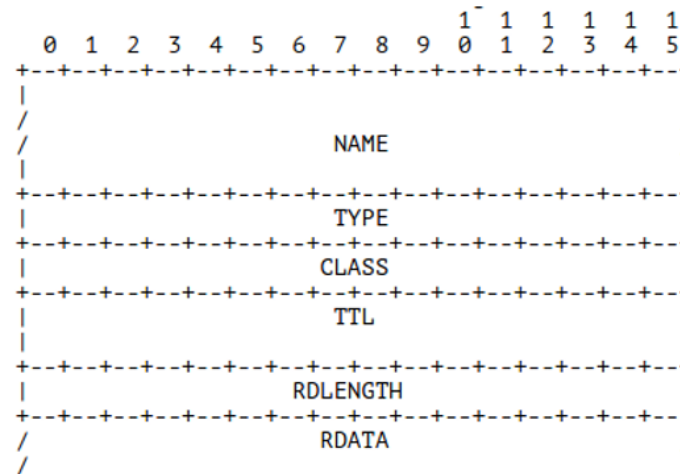 1 1 1 1 1 1
0 1 2 3 4 5 6 7 8 9 0 1 2 3 4 5
+--+--+--+--+--+--+--+--+--+--+--+--+--+--+--+--
|
/
/ NAME
|
+--+--+--+--+--+--+--+--+--+--+--+--+--+--+--+--
| TYPE
+--+--+--+--+--+--+--+--+--+--+--+--+--+--+--+--
| CLASS
+--+--+--+--+--+--+--+--+--+--+--+--+--+--+--+--
| TTL
|
+--+--+--+--+--+--+--+--+--+--+--+--+--+--+--+--
| RDLENGTH
+--+--+--+--+--+--+--+--+--+--+--+--+--+--+--+--
/ RDATA
/